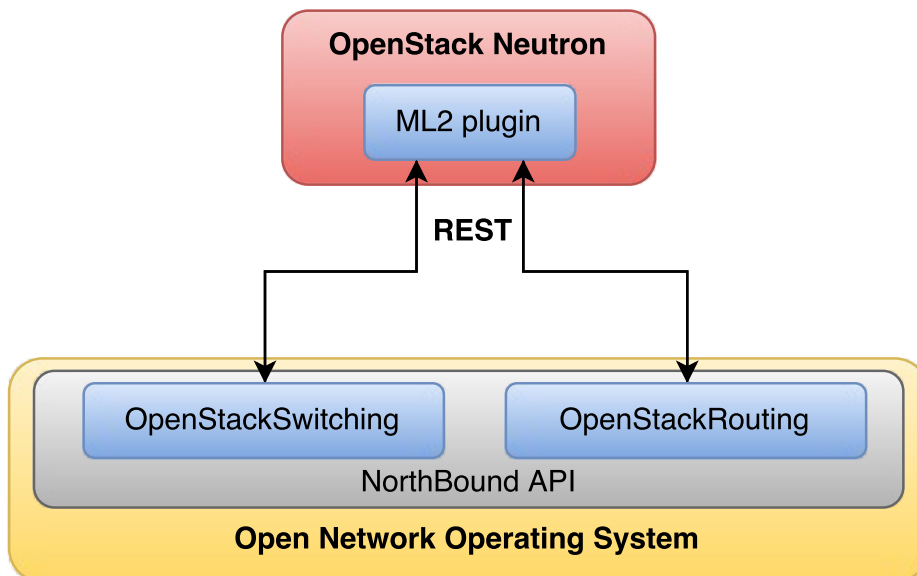 OpenStack Neutron
ML2 plugin
REST
OpenStackSwitching
OpenStackRouting
NorthBound API
Open Network Operating System